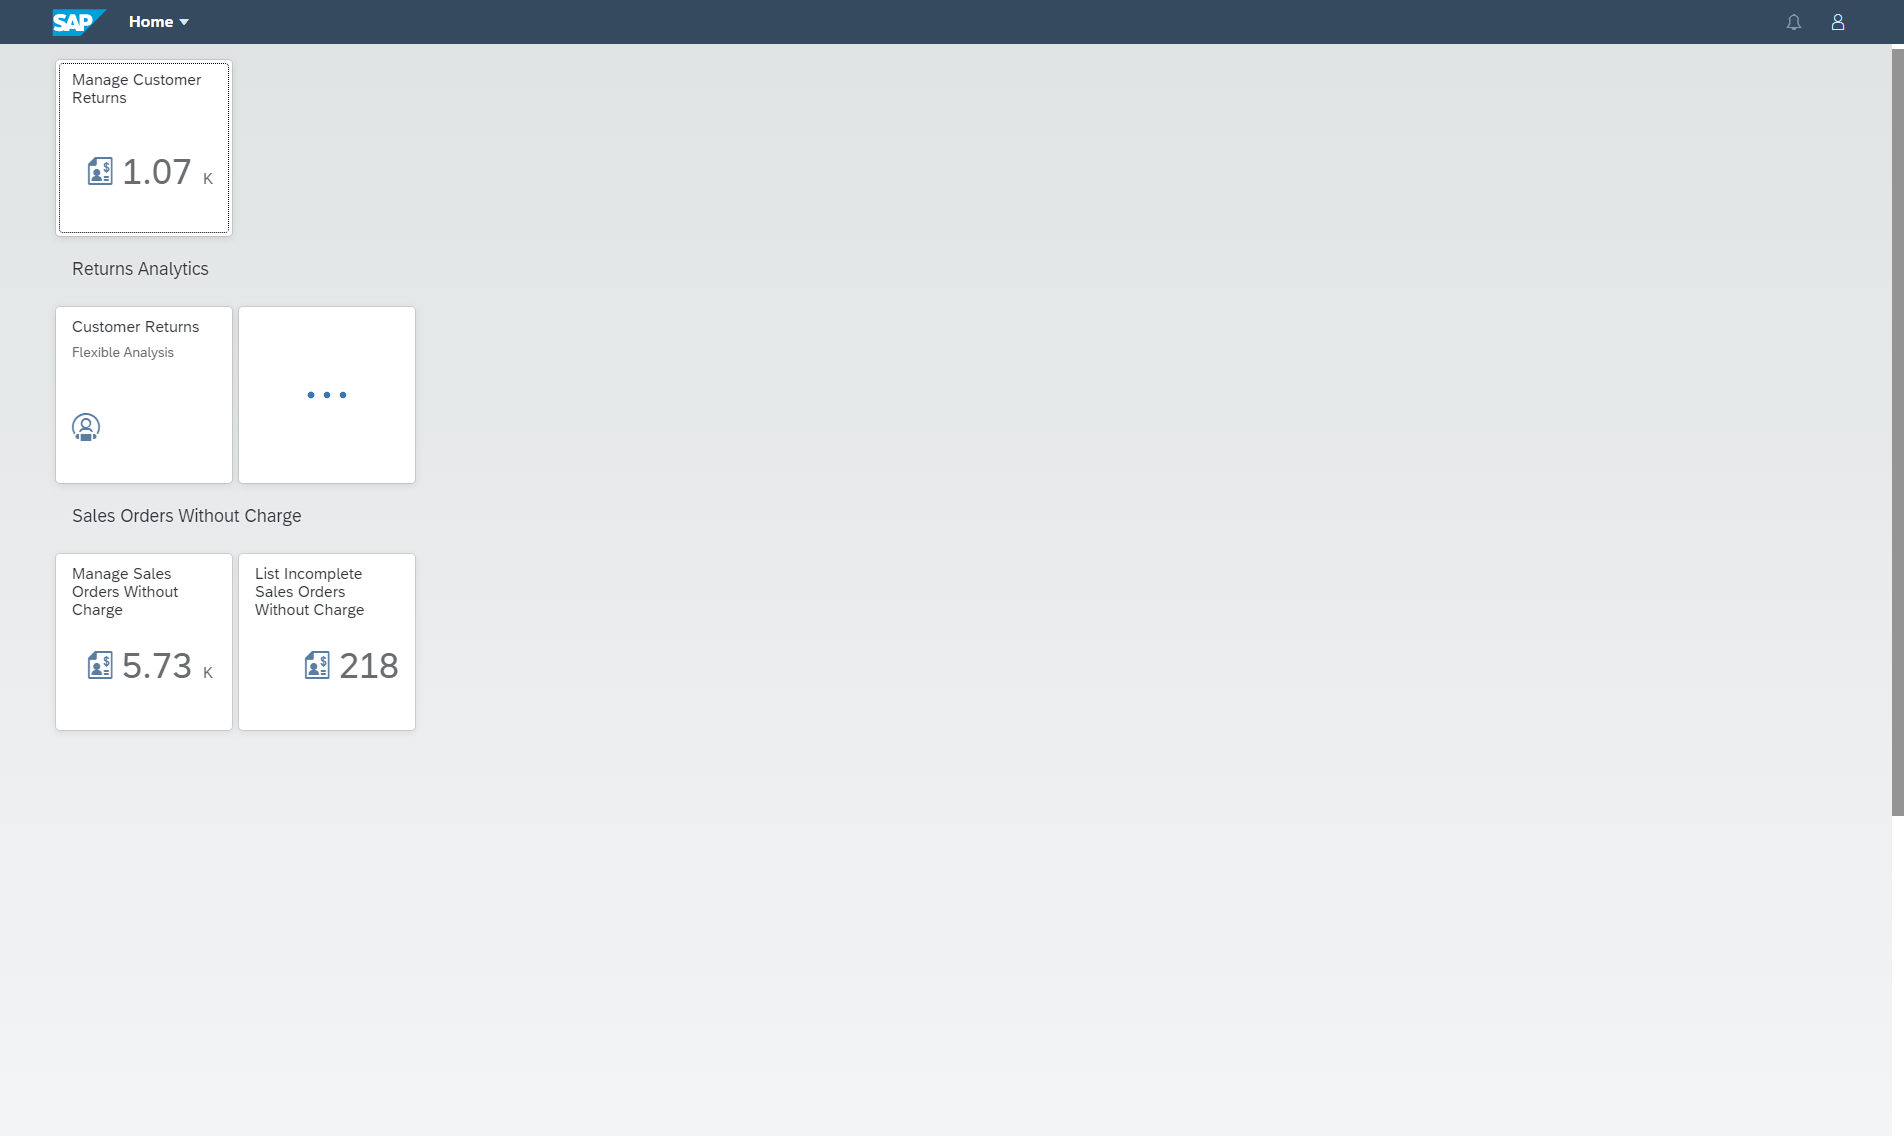 SAP Home
Manage Customer
Returns
1.07 K
Returns Analytics
Customer Returns
Flexible Analysis
Sales Orders Without Charge
Manage Sales
Orders Without
Charge
5.73 K
List Incomplete
Sales Orders
Without Charge
218